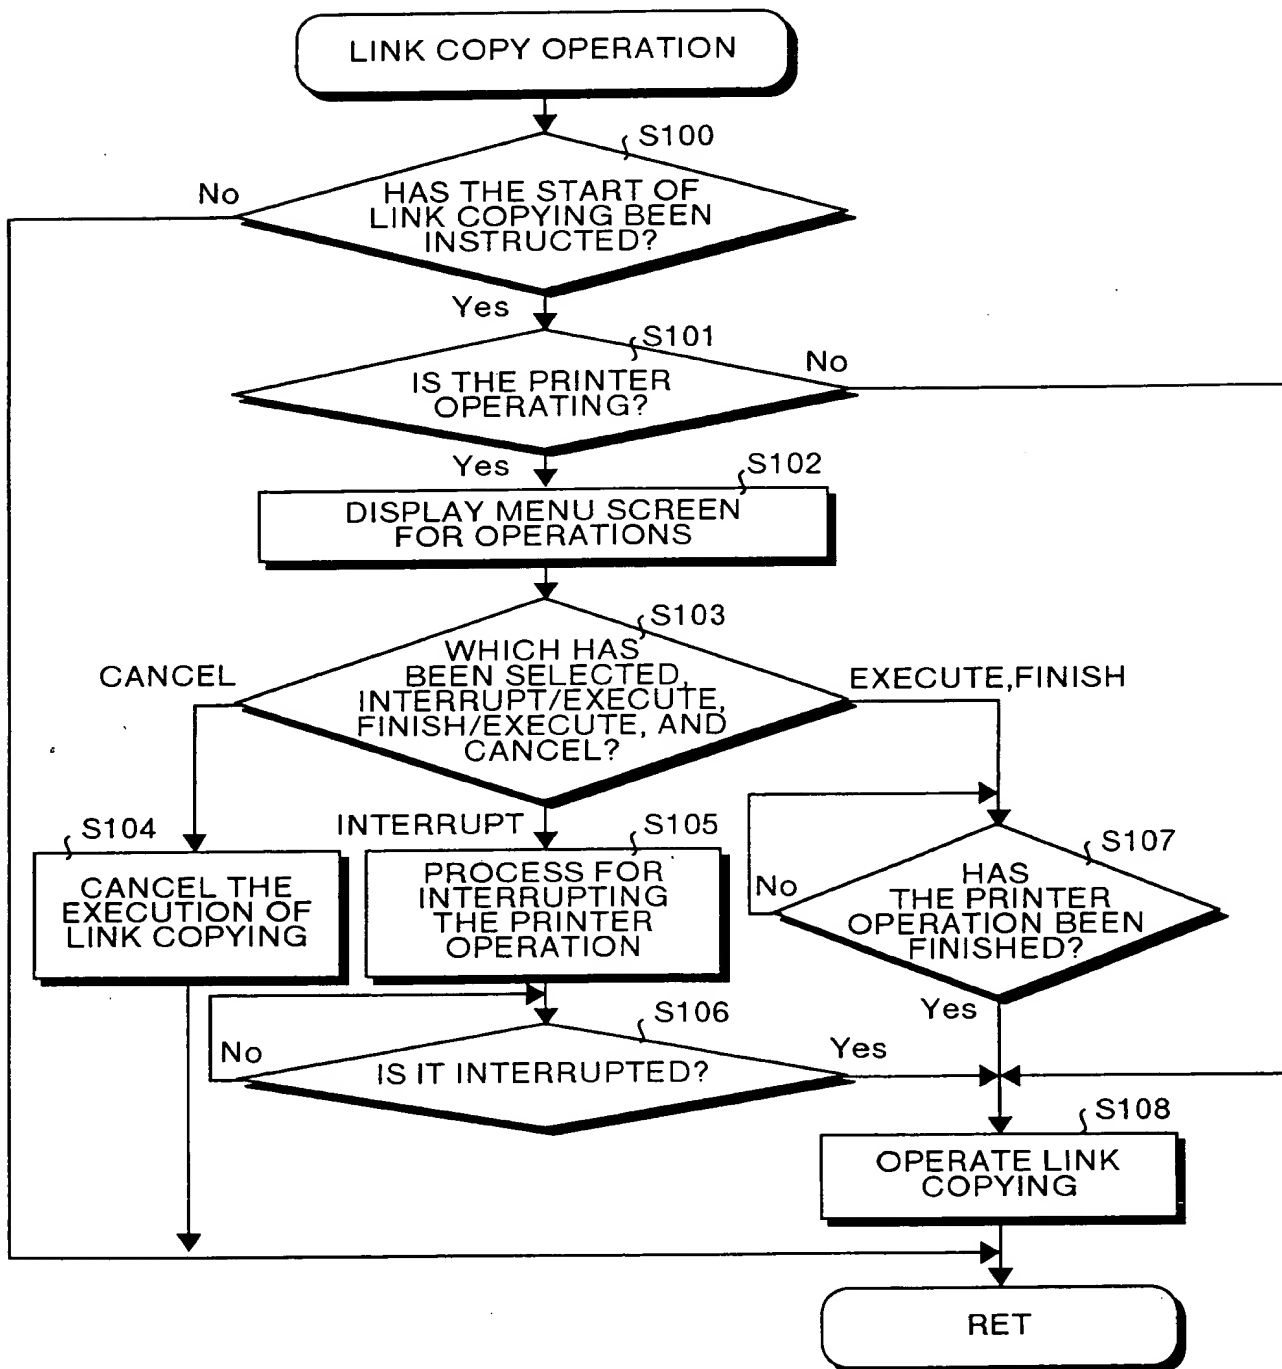 LINK COPY OPERATION
S100
No
HAS THE START OF
LINK COPYING BEEN
INSTRUCTED?
Yes
S101
No
IS THE PRINTER
OPERATING?
Yes
S102
DISPLAY MENU SCREEN
FOR OPERATIONS
S103
CANCEL
WHICH HAS
BEEN SELECTED,
INTERRUPT/EXECUTE,
FINISH/EXECUTE, AND
CANCEL?
EXECUTE,FINISH
S104
CANCEL THE
EXECUTION OF
LINK COPYING
INTERRUPT
S105
PROCESS FOR
INTERRUPTING
THE PRINTER
OPERATION
S107
No
HAS
THE PRINTER
OPERATION BEEN
FINISHED?
Yes
S106
No
IS IT INTERRUPTED?
Yes
S108
OPERATE LINK
COPYING
RET